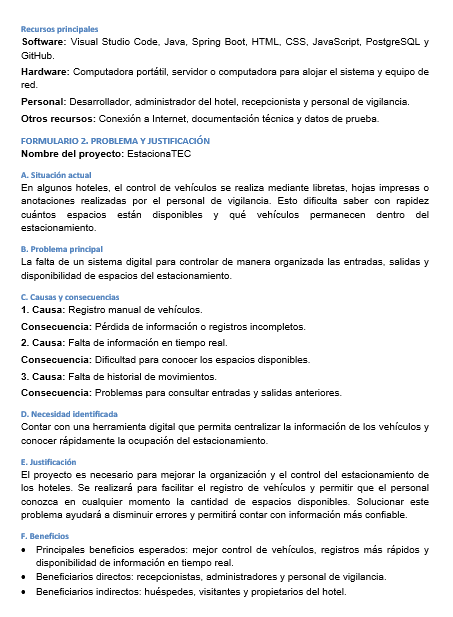 Recursos principales
Software: Visual Studio Code, Java, Spring Boot, HTML, CSS, JavaScript, PostgreSQL y
GitHub.
Hardware: Computadora portátil, servidor o computadora para alojar el sistema y equipo de
red.
Personal: Desarrollador, administrador del hotel, recepcionista y personal de vigilancia.
Otros recursos: Conexión a Internet, documentación técnica y datos de prueba.
FORMULARIO 2. PROBLEMA Y JUSTIFICACIÓN
Nombre del proyecto: EstacionaTEC
A. Situación actual
En algunos hoteles, el control de vehículos se realiza mediante libretas, hojas impresas o
anotaciones realizadas por el personal de vigilancia. Esto dificulta saber con rapidez
cuántos espacios están disponibles y qué vehículos permanecen dentro del
estacionamiento.
B. Problema principal
La falta de un sistema digital para controlar de manera organizada las entradas, salidas y
disponibilidad de espacios del estacionamiento.
C. Causas y consecuencias
1. Causa: Registro manual de vehículos.
Consecuencia: Pérdida de información o registros incompletos.
2. Causa: Falta de información en tiempo real.
Consecuencia: Dificultad para conocer los espacios disponibles.
3. Causa: Falta de historial de movimientos.
Consecuencia: Problemas para consultar entradas y salidas anteriores.
D. Necesidad identificada
Contar con una herramienta digital que permita centralizar la información de los vehículos y
conocer rápidamente la ocupación del estacionamiento.
E. Justificación
El proyecto es necesario para mejorar la organización y el control del estacionamiento de
los hoteles. Se realizará para facilitar el registro de vehículos y permitir que el personal
conozca en cualquier momento la cantidad de espacios disponibles. Solucionar este
problema ayudará a disminuir errores y permitirá contar con información más confiable.
F. Beneficios
• Principales beneficios esperados: mejor control de vehículos, registros más rápidos y
disponibilidad de información en tiempo real.
• Beneficiarios directos: recepcionistas, administradores y personal de vigilancia.
• Beneficiarios indirectos: huéspedes, visitantes y propietarios del hotel.